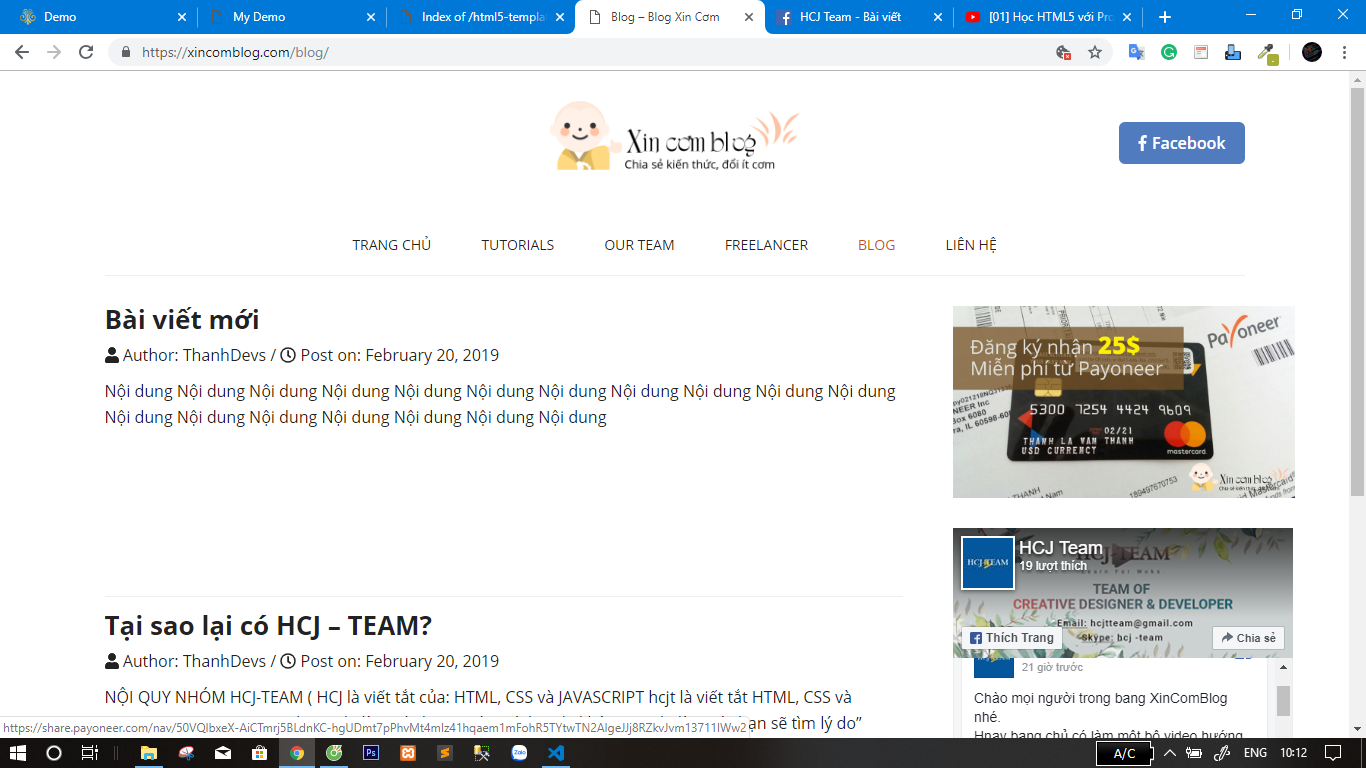 Demo
My Demo
Index of /html5-templa
Blog – Blog Xin Cơm
HCJ Team - Bài viết
[01] Học HTML5 với Pro
https://xincomblog.com/blog/
Xin cơm blog
Chia sẻ kiến thức, đổi ít cơm
Facebook
TRANG CHỦ
TUTORIALS
OUR TEAM
FREELANCER
BLOG
LIÊN HỆ
Bài viết mới
Author: ThanhDevs / Post on: February 20, 2019
Nội dung Nội dung Nội dung Nội dung Nội dung Nội dung Nội dung Nội dung Nội dung Nội dung Nội dung
Nội dung Nội dung Nội dung Nội dung Nội dung Nội dung Nội dung
Tại sao lại có HCJ – TEAM?
Author: ThanhDevs / Post on: February 20, 2019
NỘI QUY NHÓM HCJ-TEAM ( HCJ là viết tắt của: HTML, CSS và JAVASCRIPT hcjt là viết tắt HTML, CSS và
ạn sẽ tìm lý do”
Payoneer
Đăng ký nhận 25$
Miễn phí từ Payoneer
5300 7254 4424 9609
02/21
THANH LA VAN THANH
USD CURRENCY
mastercard
Xin cơm blog
Chia sẻ kiến thức, đổi ít cơm
HCJ TEAM
HCJ Team
19 lượt thích
TEAM OF
CREATIVE DESIGNER & DEVELOPER
Email: hcjtteam@gmail.com
Skype: hcj -team
Thích Trang
Chia sẻ
21 giờ trước
Chào mọi người trong bang XinComBlog
nhé.
Hnay bang chủ có làm một bộ video hướng
A/C
ENG
10:12